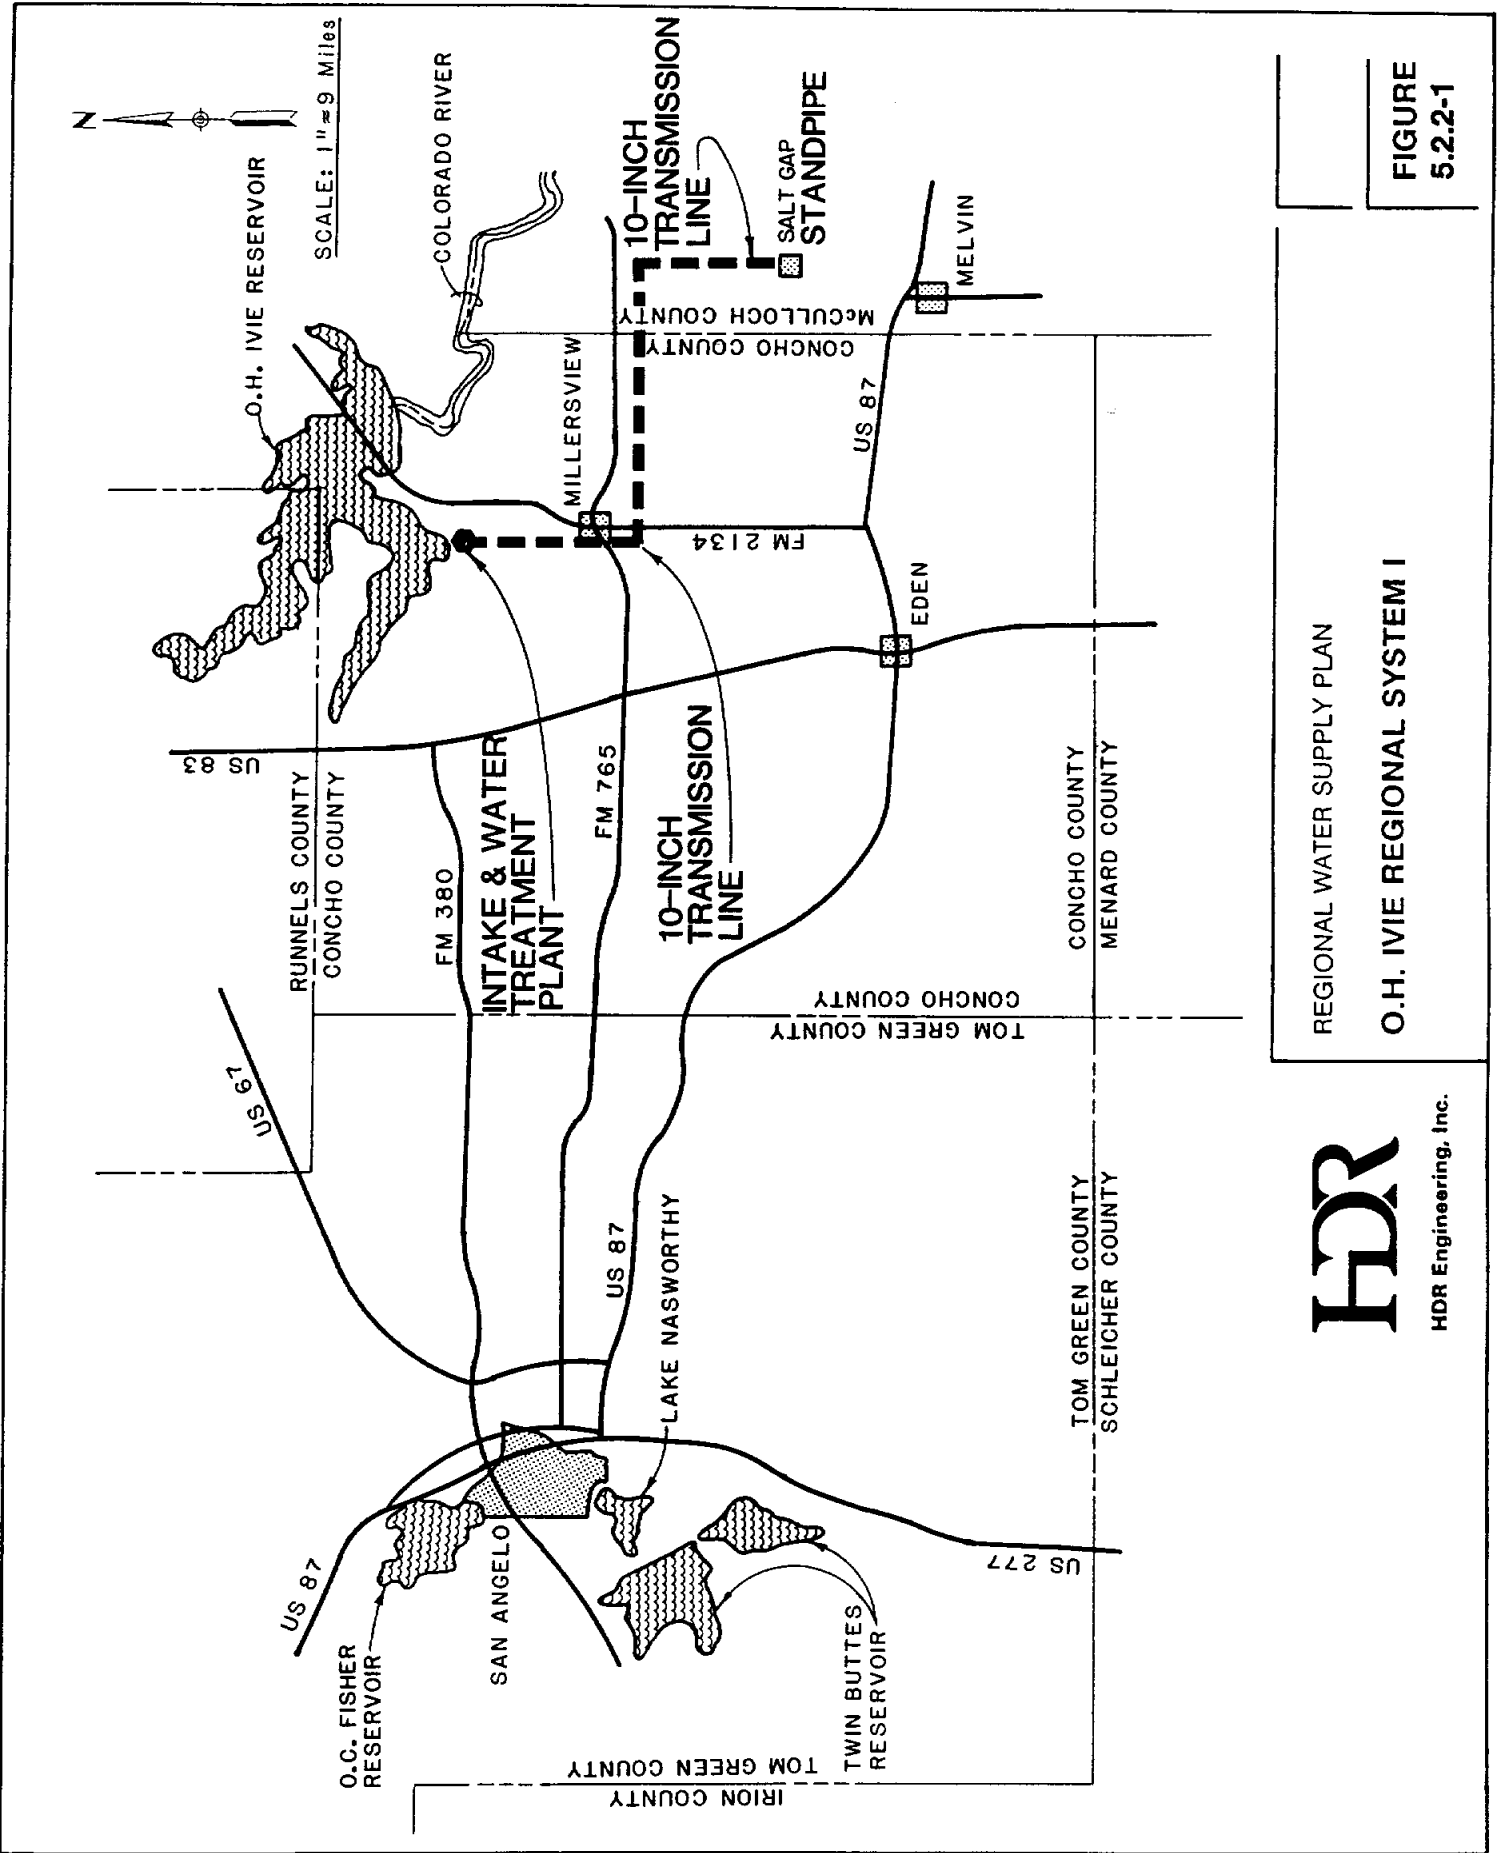 N
SCALE: 1"≈9 Miles
O.H. IVIE RESERVOIR
COLORADO RIVER
10-INCH
TRANSMISSION
LINE
SALT GAP
STANDPIPE
MELVIN
McCULLOCH COUNTY
CONCHO COUNTY
MILLERSVIEW
US 87
FM 2134
EDEN
US 83
RUNNELS COUNTY
CONCHO COUNTY
FM 380
INTAKE & WATER
TREATMENT
PLANT
FM 765
10-INCH
TRANSMISSION
LINE
CONCHO COUNTY
MENARD COUNTY
CONCHO COUNTY
TOM GREEN COUNTY
US 67
US 87
LAKE NASWORTHY
TOM GREEN COUNTY
SCHLEICHER COUNTY
US 87
O.C. FISHER
RESERVOIR
SAN ANGELO
TWIN BUTTES
RESERVOIR
US 277
TOM GREEN COUNTY
IRION COUNTY
HDR
HDR Engineering, Inc.
REGIONAL WATER SUPPLY PLAN
O.H. IVIE REGIONAL SYSTEM I
FIGURE
5.2.2-1